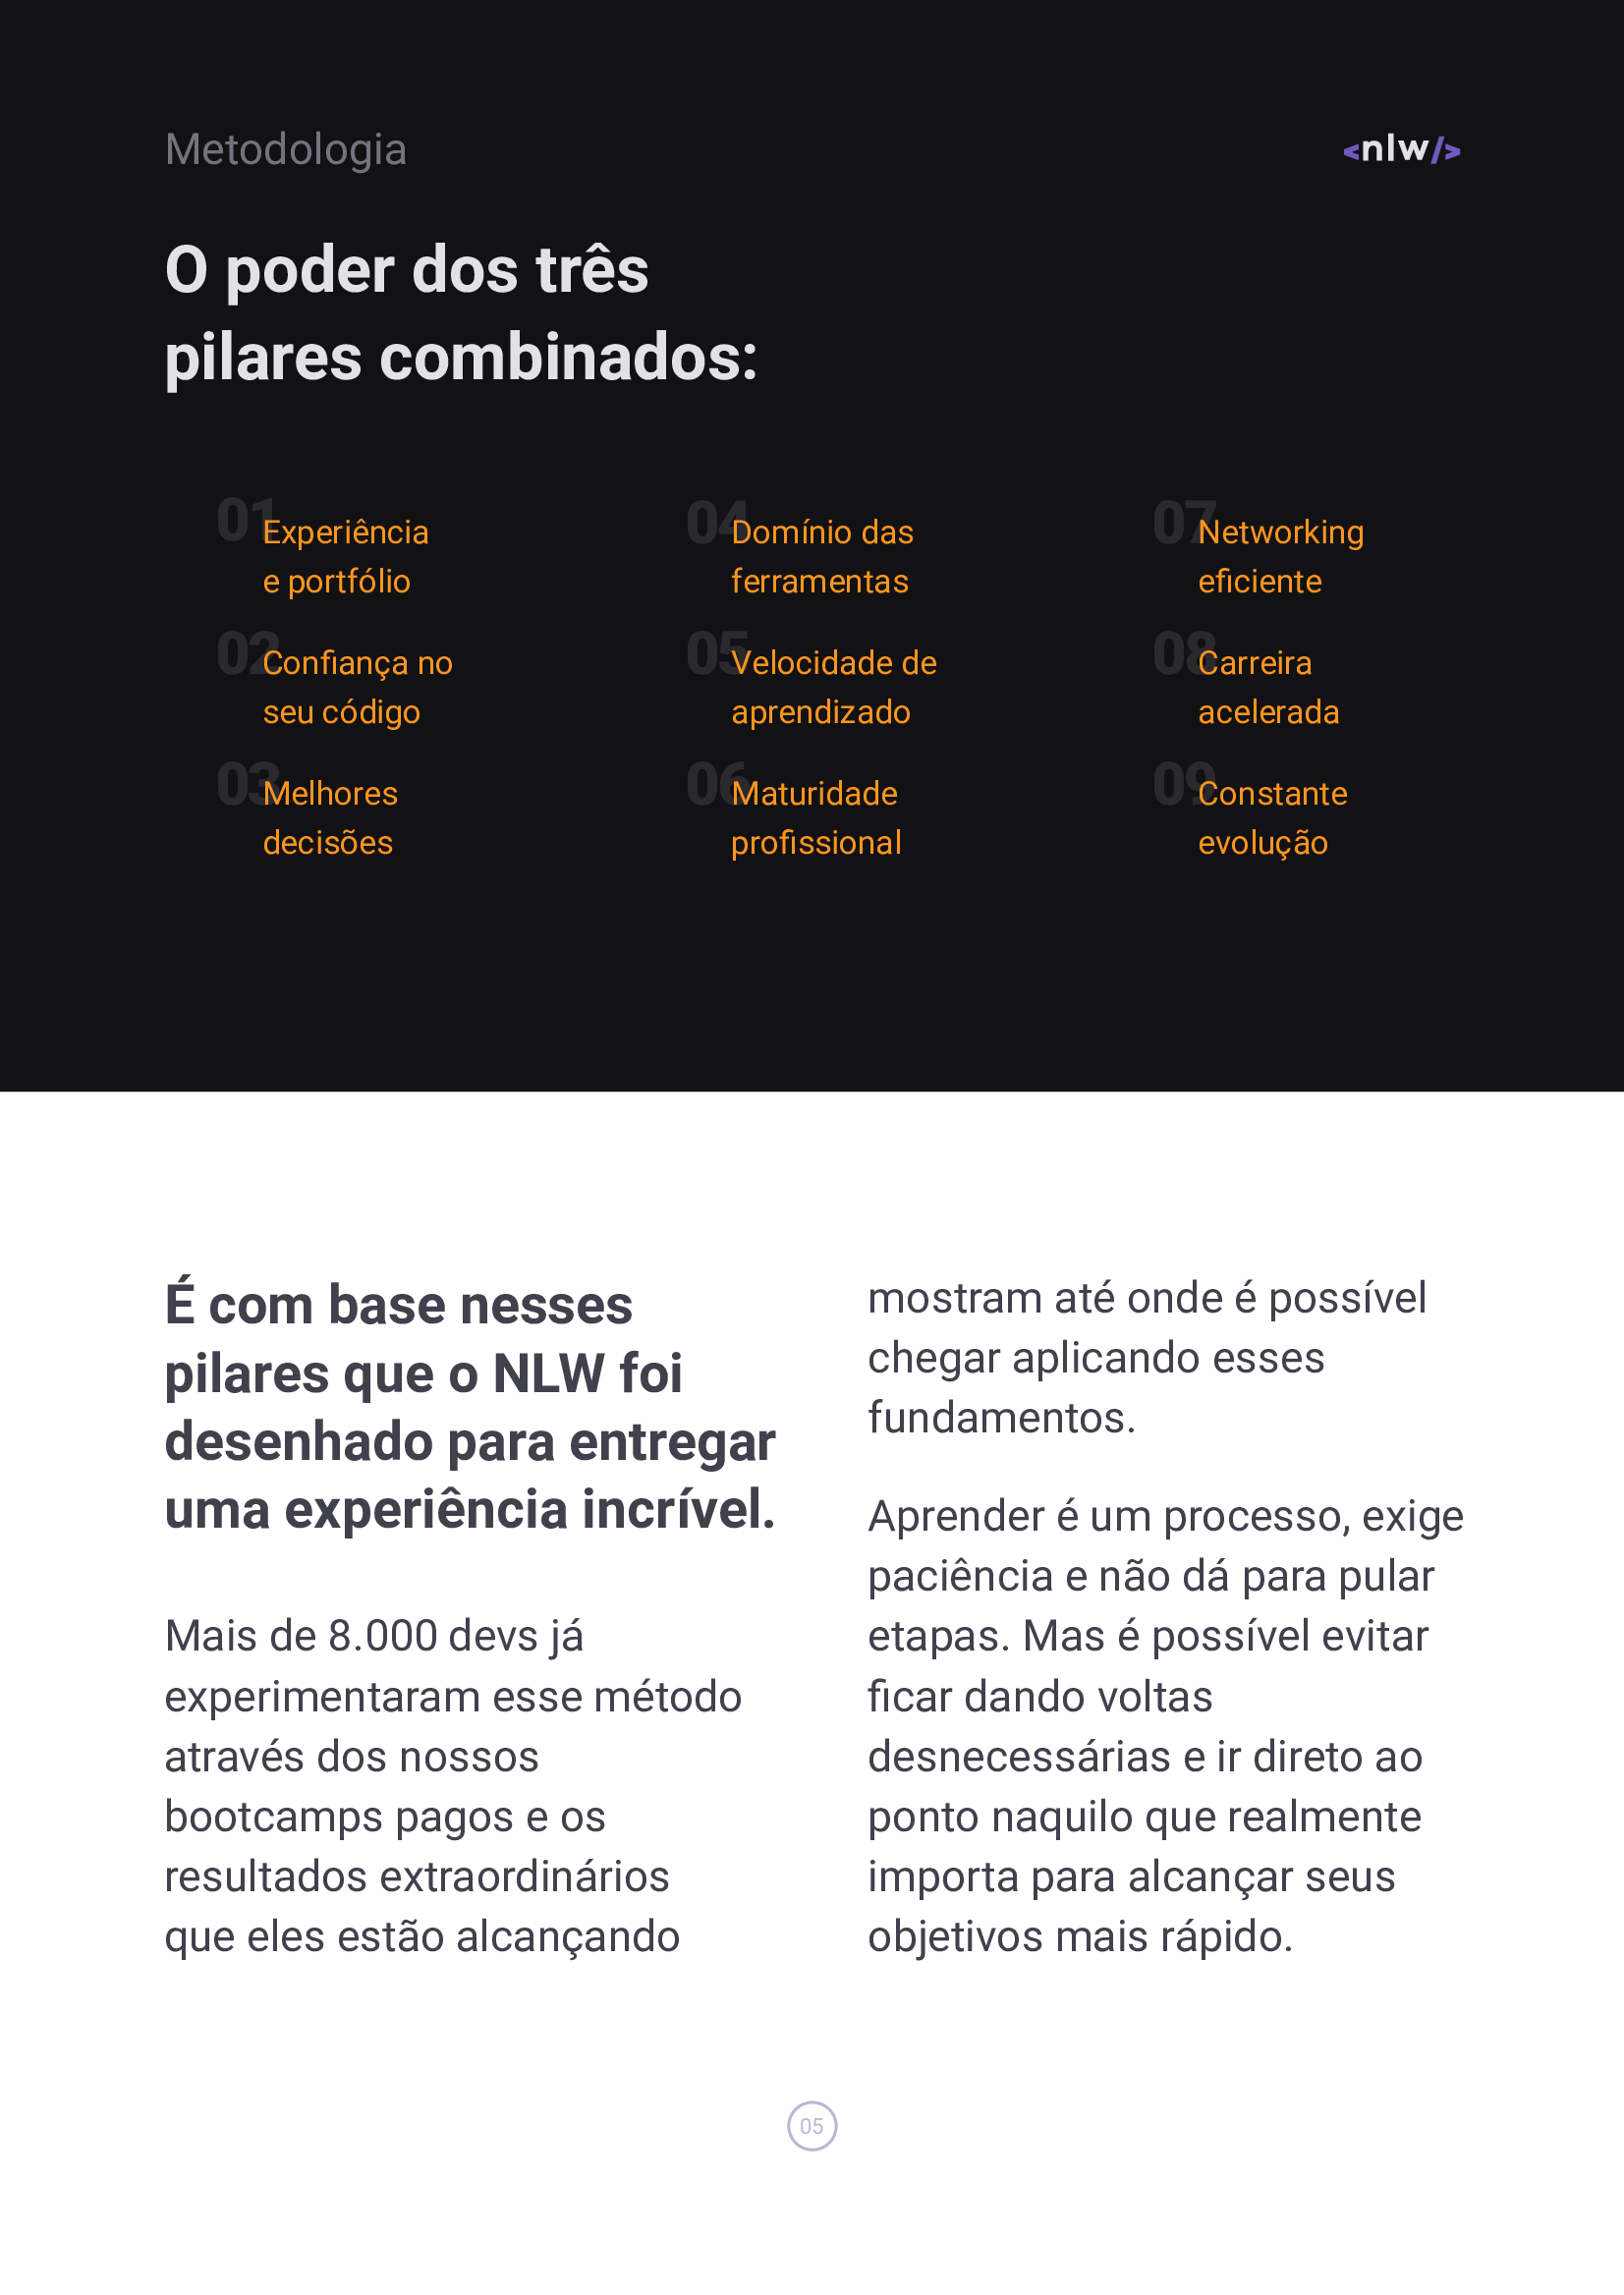 Metodologia
<nlw/>
O poder dos três
pilares combinados:
01
Experiência
e portfólio
02
Confiança no
seu código
03
Melhores
decisões
04
Domínio das
ferramentas
05
Velocidade de
aprendizado
06
Maturidade
profissional
07
Networking
eficiente
08
Carreira
acelerada
09
Constante
evolução
É com base nesses
pilares que o NLW foi
desenhado para entregar
uma experiência incrível.
Mais de 8.000 devs já
experimentaram esse método
através dos nossos
bootcamps pagos e os
resultados extraordinários
que eles estão alcançando
mostram até onde é possível
chegar aplicando esses
fundamentos.
Aprender é um processo, exige
paciência e não dá para pular
etapas. Mas é possível evitar
ficar dando voltas
desnecessárias e ir direto ao
ponto naquilo que realmente
importa para alcançar seus
objetivos mais rápido.
05